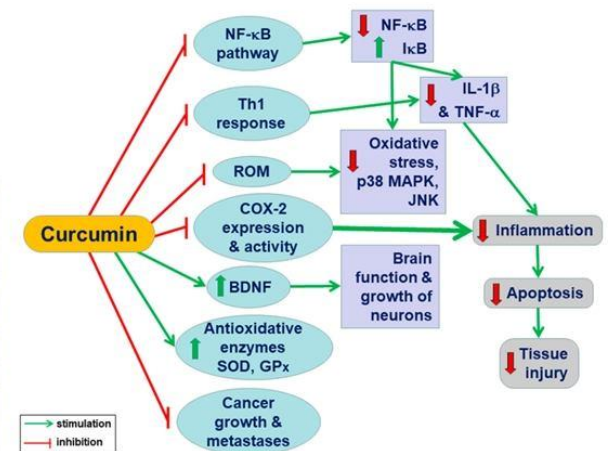 NF-κB
pathway
NF-κB
IκB
Th1
response
IL-1β
& TNF-α
ROM
Oxidative
stress,
p38 MAPK,
JNK
COX-2
expression
& activity
Curcumin
Inflammation
BDNF
Brain
function &
growth of
neurons
Apoptosis
Antioxidative
enzymes
SOD, GPx
Tissue
injury
Cancer
growth &
metastases
stimulation
inhibition